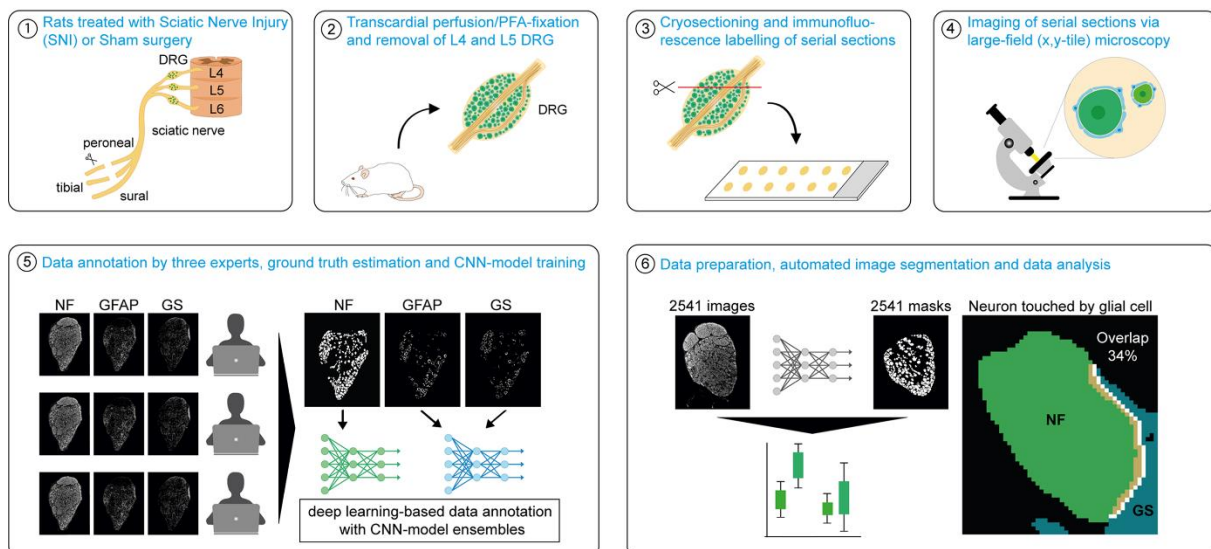 1 Rats treated with Sciatic Nerve Injury
(SNI) or Sham surgery
DRG
L4
L5
L6
sciatic nerve
peroneal
tibial
sural
2 Transcardial perfusion/PFA-fixation
and removal of L4 and L5 DRG
DRG
3 Cryosectioning and immunofluo-
rescence labelling of serial sections
4 Imaging of serial sections via
large-field (x,y-tile) microscopy
5 Data annotation by three experts, ground truth estimation and CNN-model training
NF GFAP GS
NF GFAP GS
deep learning-based data annotation
with CNN-model ensembles
6 Data preparation, automated image segmentation and data analysis
2541 images
2541 masks
Neuron touched by glial cell
Overlap
34%
NF
GS